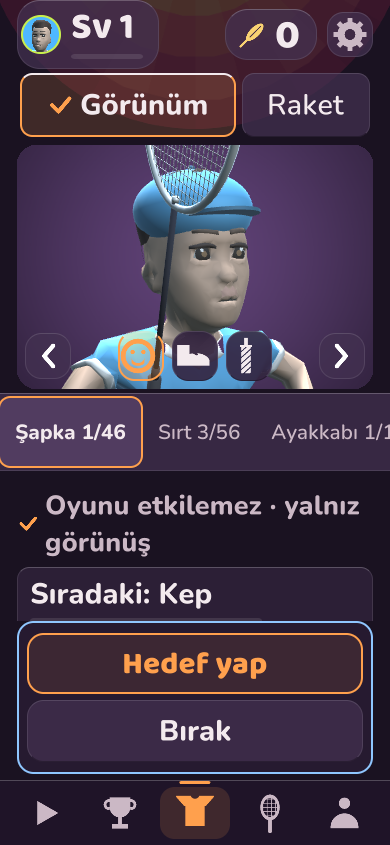 Sv 1
0
Görünüm
Raket
Şapka 1/46
Sırt 3/56
Ayakkabı 1/1
Oyunu etkilemez · yalnız
görünüş
Sıradaki: Kep
Hedef yap
Bırak